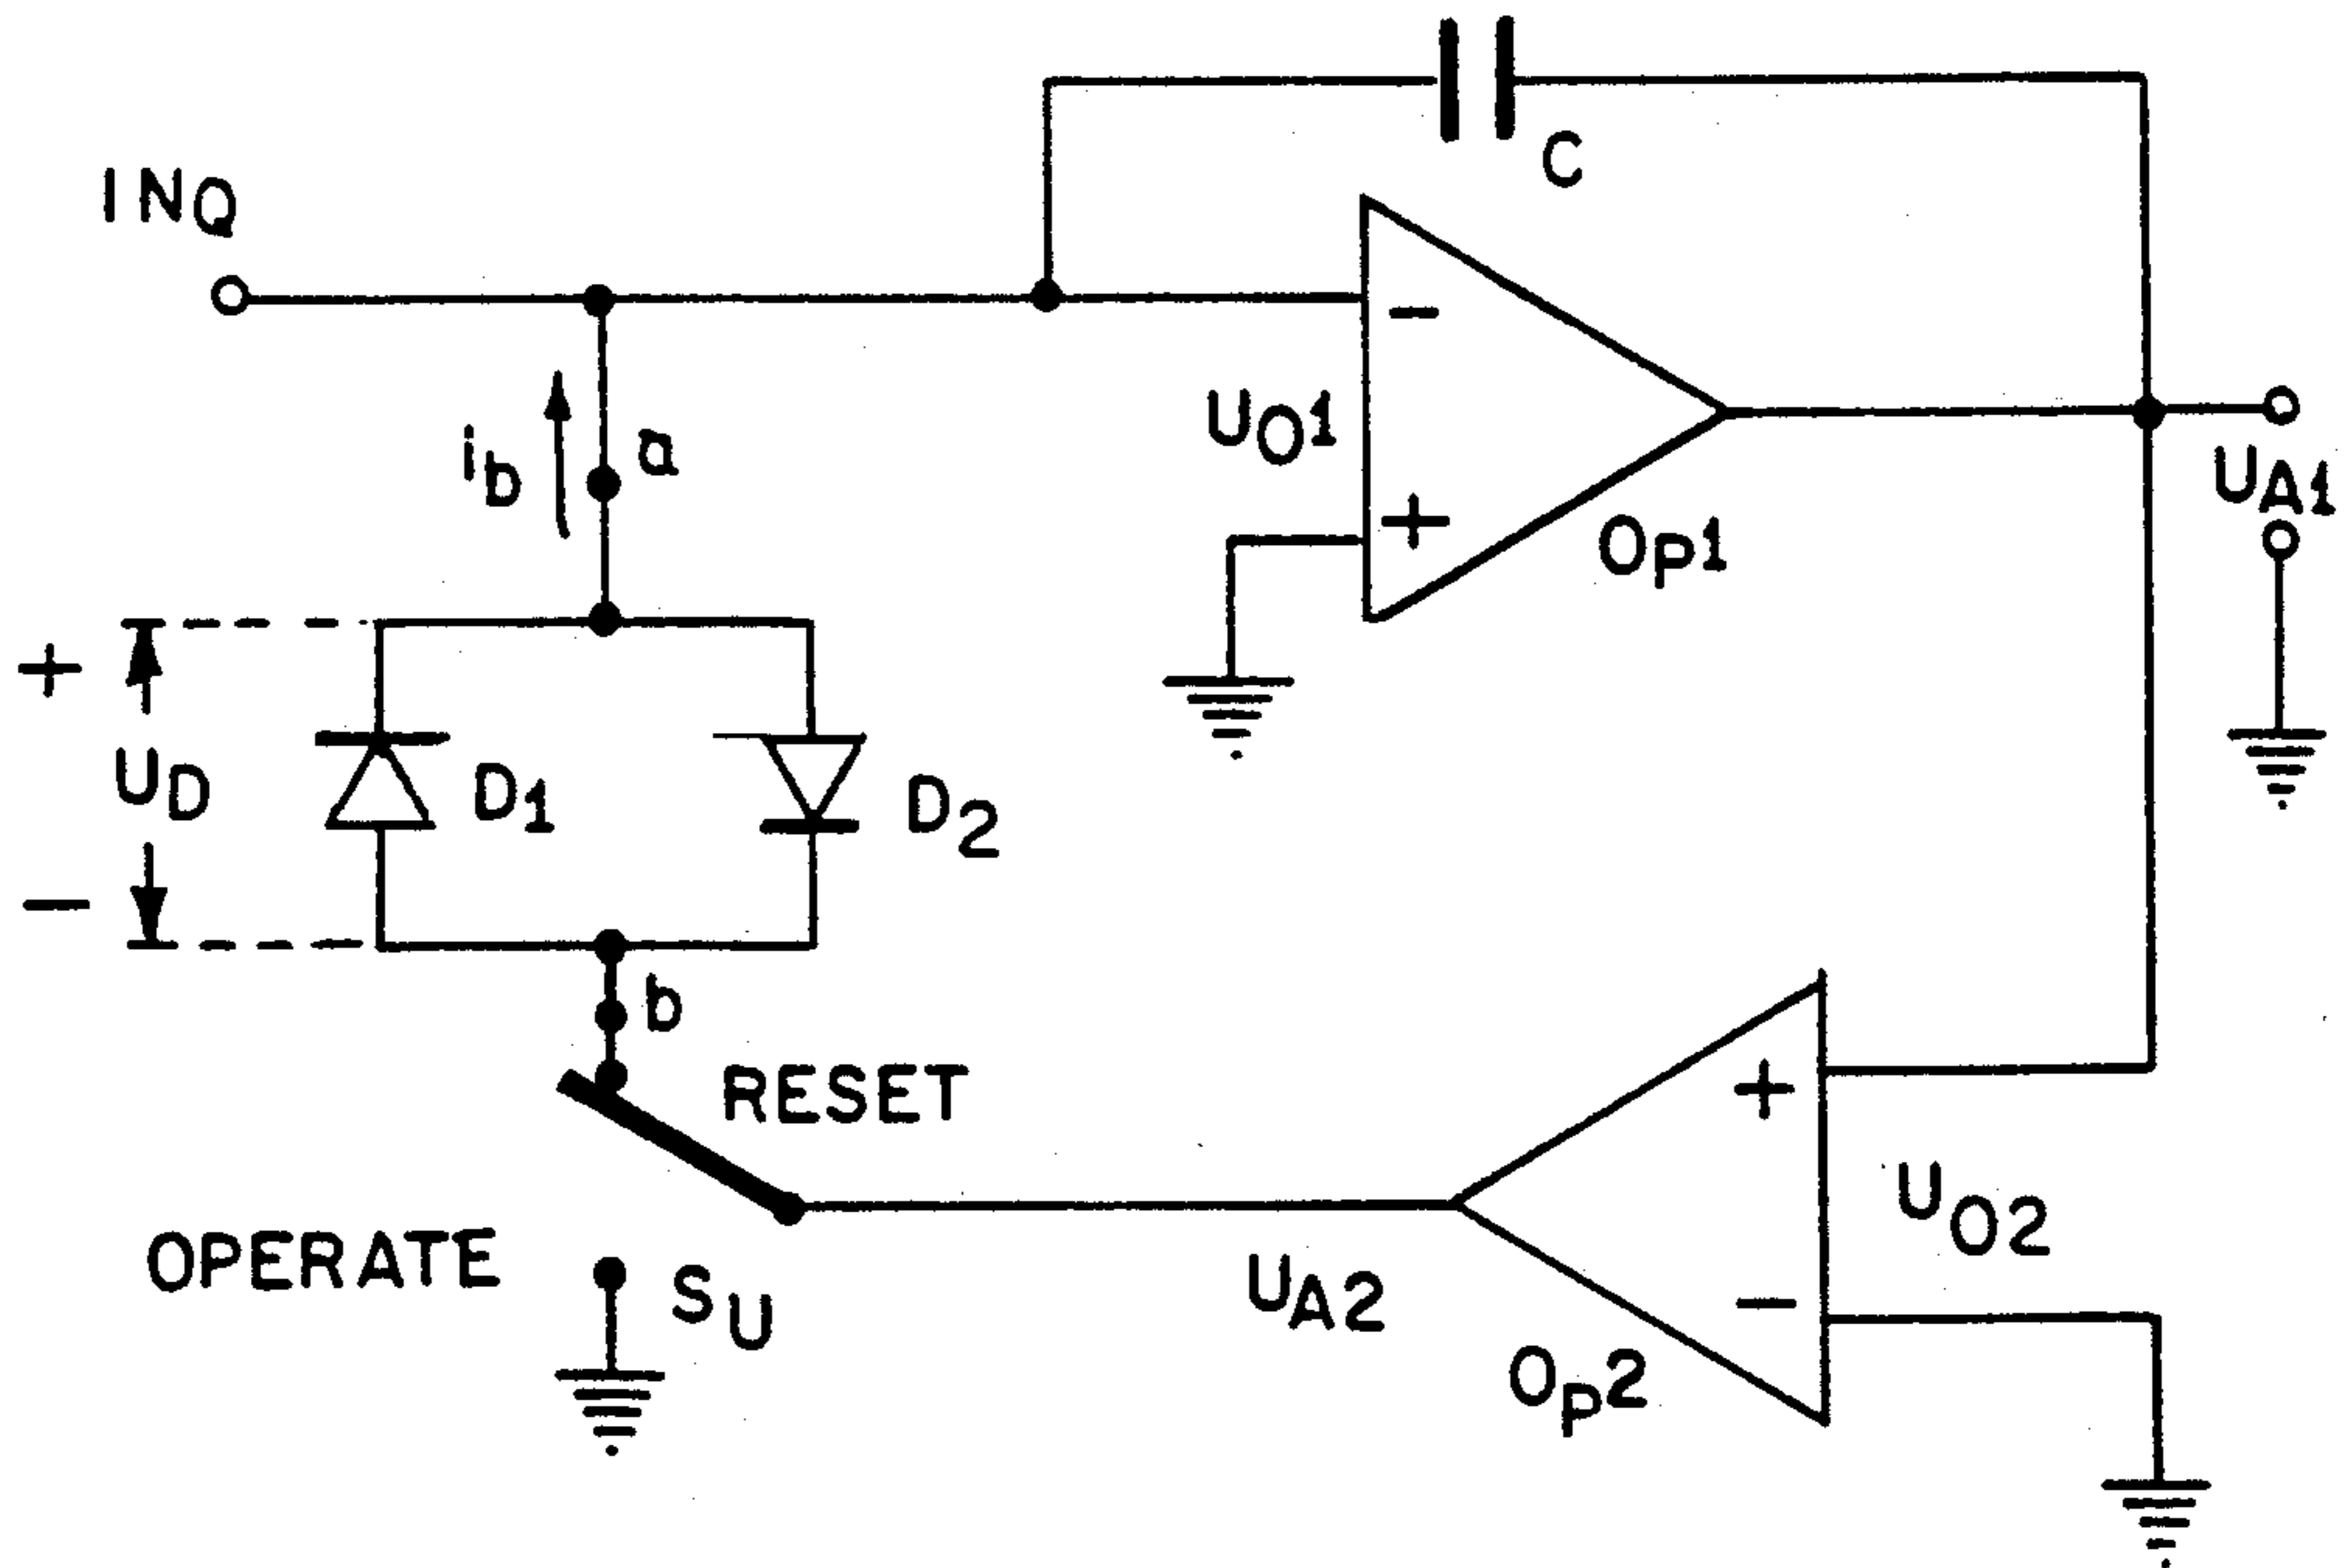 C
INQ
-
UO1
+
OP1
UA1
ib
a
+
UD
-
D1
D2
b
RESET
+
UO2
-
OPERATE
SU
UA2
OP2